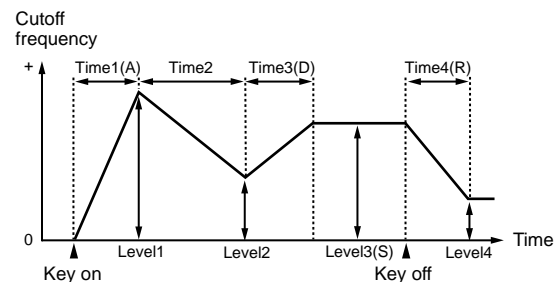 Cutoff
frequency
+ Time1(A) Time2 Time3(D) Time4(R)
0 Time
Level1 Level2 Level3(S) Level4
Key on Key off